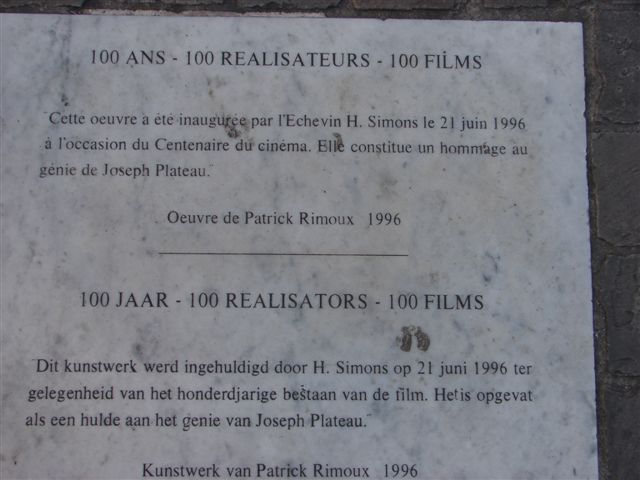 100 ANS - 100 REALISATEURS - 100 FILMS
"Cette oeuvre a été inaugurée par l'Echevin H. Simons le 21 juin 1996
à l'occasion du Centenaire du cinéma. Elle constitue un hommage au
génie de Joseph Plateau."
Oeuvre de Patrick Rimoux 1996
100 JAAR - 100 REALISATORS - 100 FILMS
"Dit kunstwerk werd ingehuldigd door H. Simons op 21 juni 1996 ter
gelegenheid van het honderdjarige bestaan van de film. Het is opgevat
als een hulde aan het genie van Joseph Plateau."
Kunstwerk van Patrick Rimoux 1996